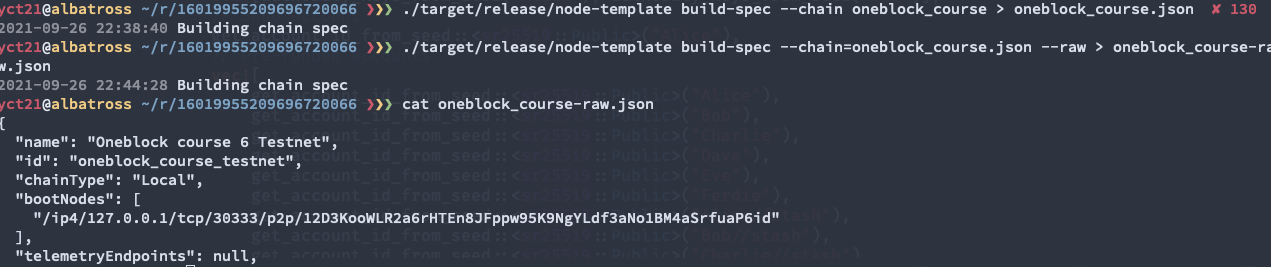 yct21@albatross ~/r/16019955209696720066 ❯❯❯ ./target/release/node-template build-spec --chain oneblock_course > oneblock_course.json ✘ 130
2021-09-26 22:38:40 Building chain spec
yct21@albatross ~/r/16019955209696720066 ❯❯❯ ./target/release/node-template build-spec --chain=oneblock_course.json --raw > oneblock_course-ra
w.json
2021-09-26 22:44:28 Building chain spec
yct21@albatross ~/r/16019955209696720066 ❯❯❯ cat oneblock_course-raw.json
{
  "name": "Oneblock course 6 Testnet",
  "id": "oneblock_course_testnet",
  "chainType": "Local",
  "bootNodes": [
    "/ip4/127.0.0.1/tcp/30333/p2p/12D3KooWLR2a6rHTEn8JFppw95K9NgYLdf3aNo1BM4aSrfuaP6id"
  ],
  "telemetryEndpoints": null,